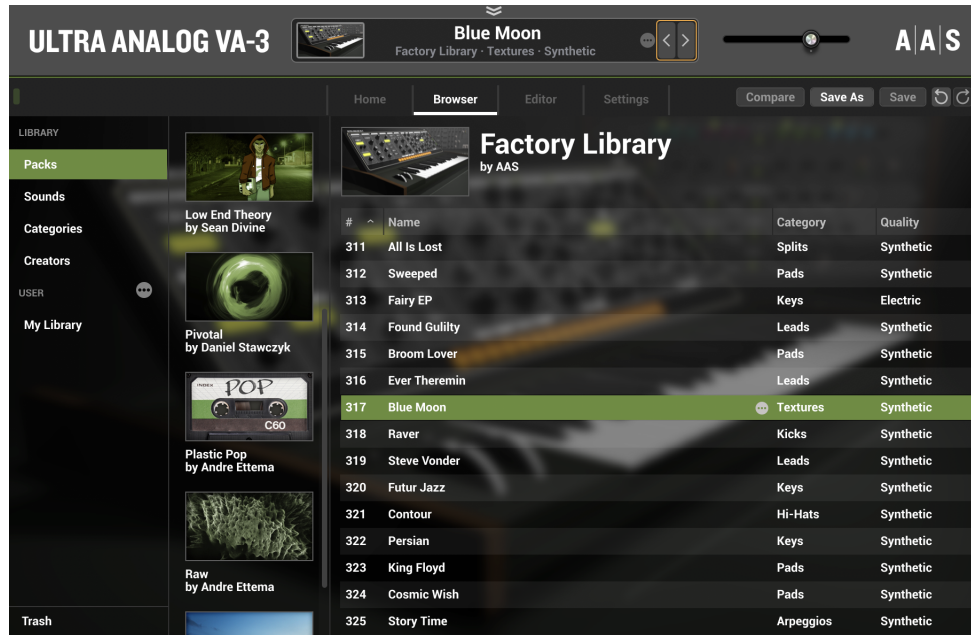 ULTRA ANALOG VA-3
Blue Moon
Factory Library · Textures · Synthetic
A|A|S
Home
Browser
Editor
Settings
Compare
Save As
Save
LIBRARY
Packs
Sounds
Categories
Creators
USER
My Library
Trash
Low End Theory
by Sean Divine
Pivotal
by Daniel Stawczyk
POP
C60
Plastic Pop
by Andre Ettema
Raw
by Andre Ettema
Factory Library
by AAS
# Name Category Quality
311 All Is Lost Splits Synthetic
312 Sweeped Pads Synthetic
313 Fairy EP Keys Electric
314 Found Gulilty Leads Synthetic
315 Broom Lover Pads Synthetic
316 Ever Theremin Leads Synthetic
317 Blue Moon Textures Synthetic
318 Raver Kicks Synthetic
319 Steve Vonder Leads Synthetic
320 Futur Jazz Keys Synthetic
321 Contour Hi-Hats Synthetic
322 Persian Keys Synthetic
323 King Floyd Pads Synthetic
324 Cosmic Wish Pads Synthetic
325 Story Time Arpeggios Synthetic